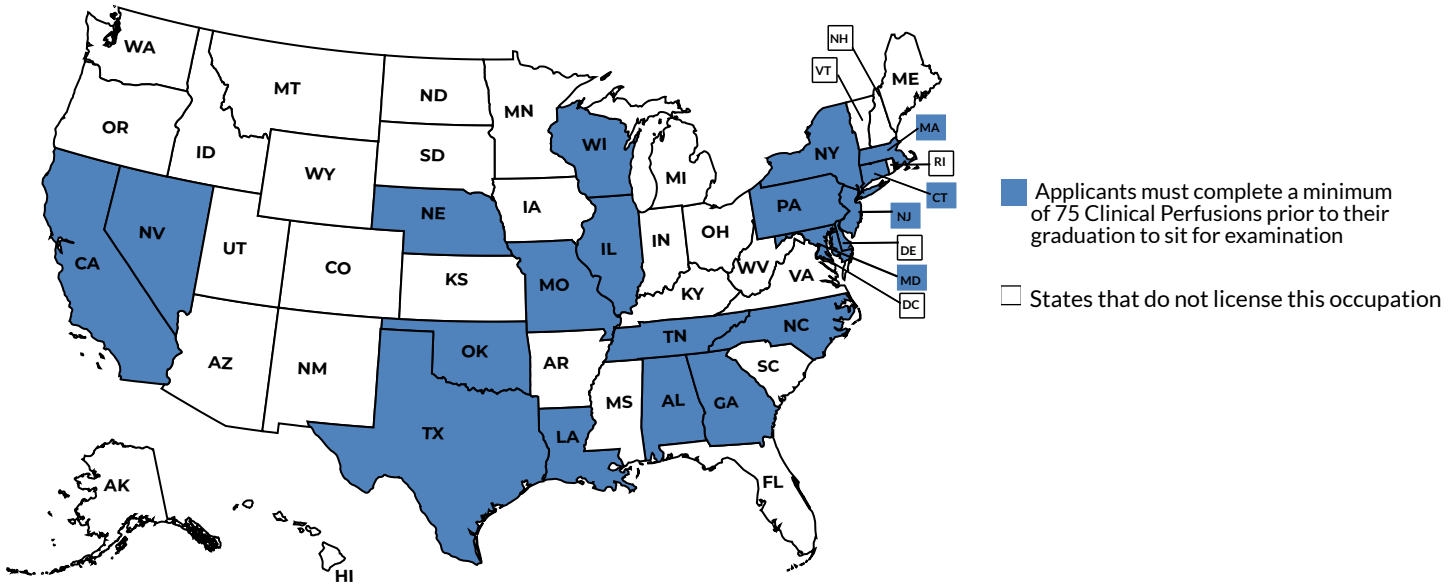 WA
MT
ND
MN
OR
ID
SD
WY
WI
MI
NY
ME
NH
VT
MA
RI
CT
NJ
DE
MD
DC
NV
CA
UT
CO
NE
IA
KS
MO
IL
IN
OH
PA
WV
VA
KY
AZ
NM
OK
AR
TN
NC
SC
MS
AL
GA
TX
LA
FL
AK
HI
Applicants must complete a minimum
of 75 Clinical Perfusions prior to their
graduation to sit for examination
States that do not license this occupation